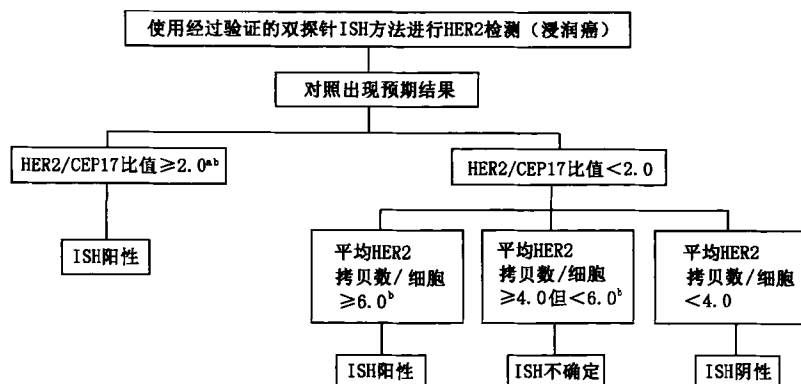 使用经过验证的双探针ISH方法进行HER2检测（浸润癌）
对照出现预期结果
HER2/CEP17比值≥2.0ᵃᵇ
HER2/CEP17比值＜2.0
ISH阳性
平均HER2
拷贝数/细胞
≥6.0ᵇ
平均HER2
拷贝数/细胞
≥4.0但＜6.0ᵇ
平均HER2
拷贝数/细胞
＜4.0
ISH阳性
ISH不确定
ISH阴性